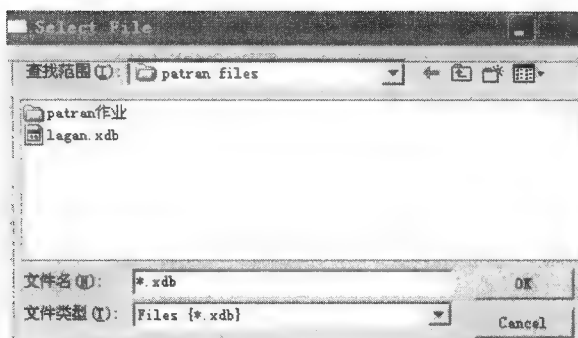 Select File
查找范围(I): patran files
patran作业
lagan.xdb
文件名(N): *.xdb OK
文件类型(T): Files {*.xdb} Cancel